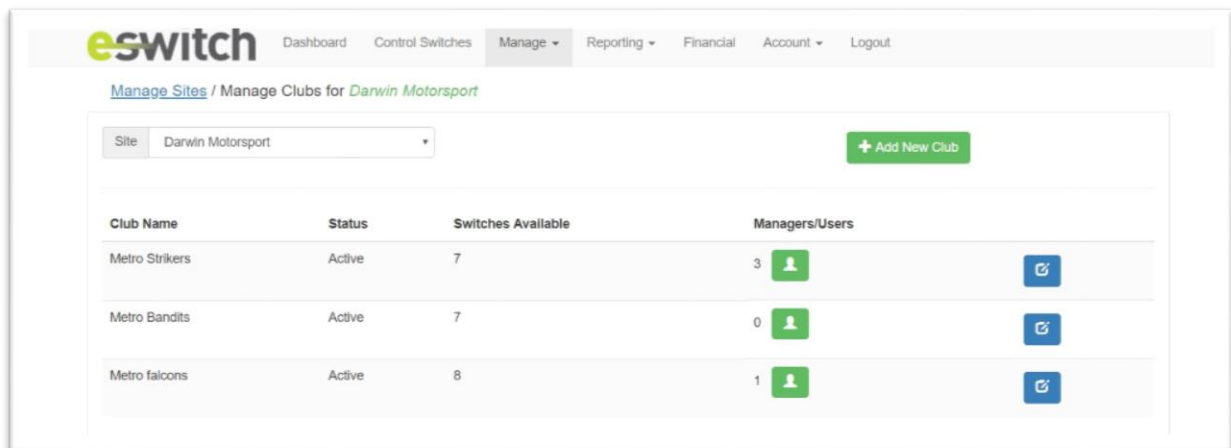 eswitch Dashboard Control Switches Manage Reporting Financial Account Logout
Manage Sites / Manage Clubs for Darwin Motorsport
Site Darwin Motorsport + Add New Club
Club Name Status Switches Available Managers/Users
Metro Strikers Active 7 3
Metro Bandits Active 7 0
Metro falcons Active 8 1